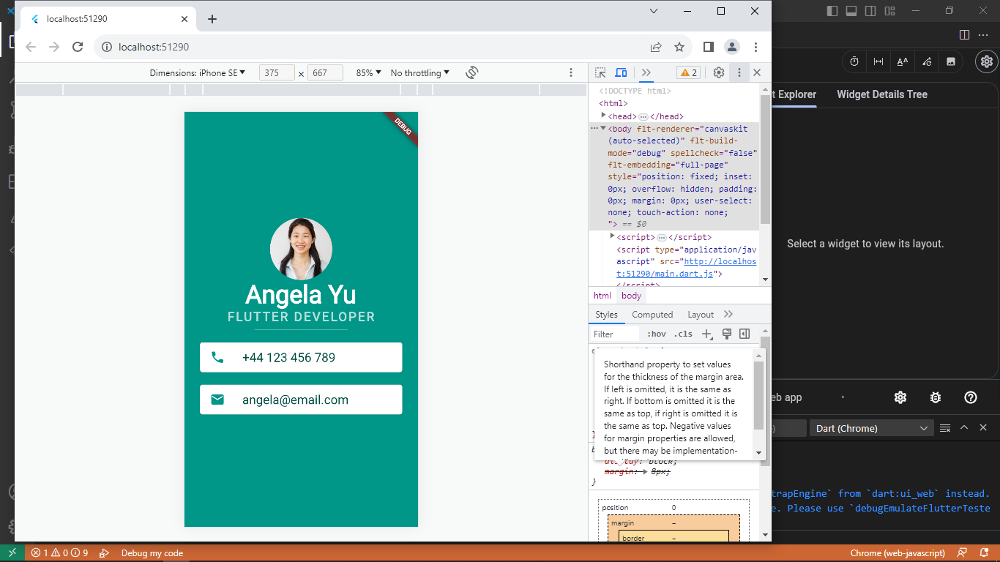 localhost:51290
localhost:51290
Dimensions: iPhone SE
375
×
667
85%
No throttling
2
DEBUG
Angela Yu
FLUTTER DEVELOPER
+44 123 456 789
angela@email.com
<!DOCTYPE html>
<html>
<head>
</head>
<body flt-renderer="canvaskit
(auto-selected)" flt-build-
mode="debug" spellcheck="false"
flt-embedding="full-page"
style="position: fixed; inset:
0px; overflow: hidden; padding:
0px; margin: 0px; user-select:
none; touch-action: none;
"> == $0
<script>
</script>
<script type="application/jav
ascript" src="http://localhos
t:51290/main.dart.js">
</script>
html body
Styles Computed Layout
Filter
:hov .cls
Shorthand property to set values
for the thickness of the margin area.
If left is omitted, it is the same as
right. If bottom is omitted it is the
same as top, if right is omitted it is
the same as top. Negative values
for margin properties are allowed,
but there may be implementation-
block;
margin: 8px;
}
position 0
margin –
border –
t Explorer
Widget Details Tree
Select a widget to view its layout.
eb app
Dart (Chrome)
trapEngine` from `dart:ui_web` instead.
e. Please use `debugEmulateFlutterTeste
1 0 9
Debug my code
Chrome (web-javascript)